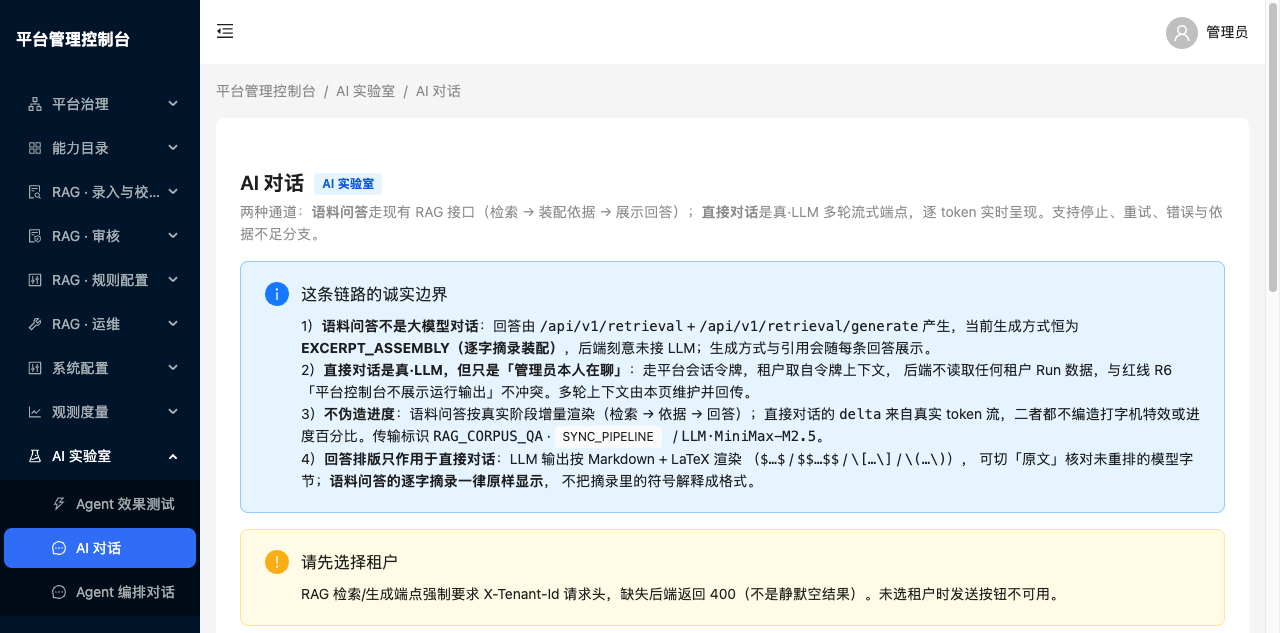 平台管理控制台
管理员
平台治理
能力目录
RAG · 录入与校...
RAG · 审核
RAG · 规则配置
RAG · 运维
系统配置
观测度量
AI 实验室
Agent 效果测试
AI 对话
Agent 编排对话
平台管理控制台 / AI 实验室 / AI 对话
AI 对话 AI 实验室
两种通道：语料问答走现有 RAG 接口（检索 → 装配依据 → 展示回答）；直接对话是真·LLM 多轮流式端点，逐 token 实时呈现。支持停止、重试、错误与依
据不足分支。
这条链路的诚实边界
1）语料问答不是大模型对话：回答由 /api/v1/retrieval + /api/v1/retrieval/generate 产生，当前生成方式恒为
EXCERPT_ASSEMBLY（逐字摘录装配），后端刻意未接 LLM；生成方式与引用会随每条回答展示。
2）直接对话是真·LLM，但只是「管理员本人在聊」：走平台会话令牌，租户取自令牌上下文， 后端不读取任何租户 Run 数据，与红线 R6
「平台控制台不展示运行输出」不冲突。多轮上下文由本页维护并回传。
3）不伪造进度：语料问答按真实阶段增量渲染（检索 → 依据 → 回答）；直接对话的 delta 来自真实 token 流，二者都不编造打字机特效或进
度百分比。传输标识 RAG_CORPUS_QA · SYNC_PIPELINE / LLM·MiniMax-M2.5。
4）回答排版只作用于直接对话：LLM 输出按 Markdown + LaTeX 渲染 （$…$ / $$…$$ / \[…\] / \(…\)）， 可切「原文」核对未重排的模型字
节；语料问答的逐字摘录一律原样显示， 不把摘录里的符号解释成格式。
请先选择租户
RAG 检索/生成端点强制要求 X-Tenant-Id 请求头，缺失后端返回 400（不是静默空结果）。未选租户时发送按钮不可用。